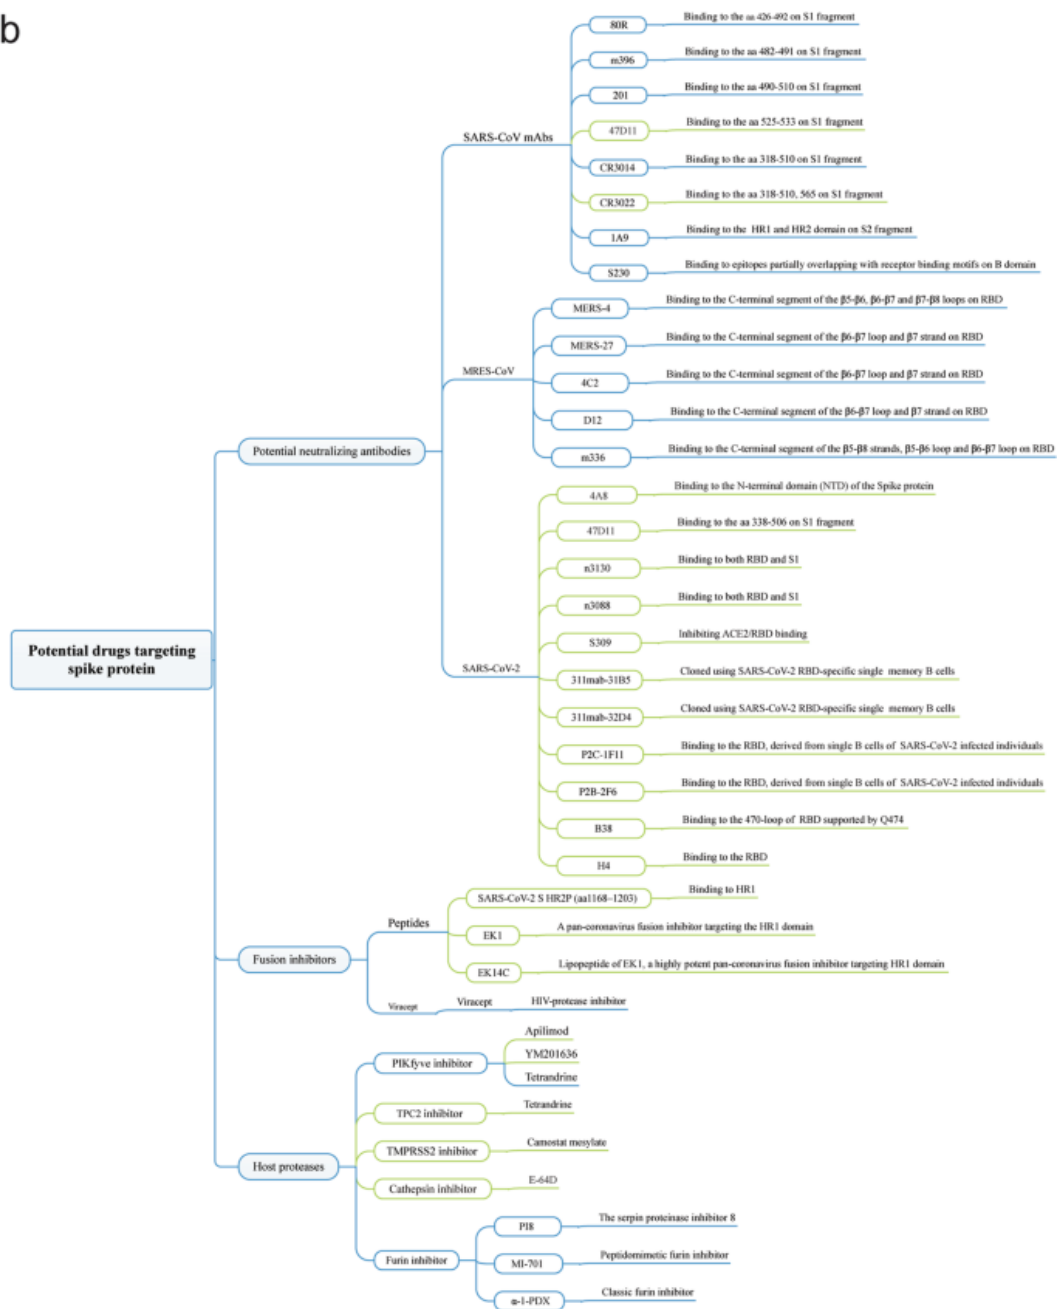 b
80R
Binding to the aa 426-492 on S1 fragment
m396
Binding to the aa 482-491 on S1 fragment
201
Binding to the aa 490-510 on S1 fragment
47D11
Binding to the aa 525-533 on S1 fragment
SARS-CoV mAbs
CR3014
Binding to the aa 318-510 on S1 fragment
CR3022
Binding to the aa 318-510, 565 on S1 fragment
1A9
Binding to the HR1 and HR2 domain on S2 fragment
S230
Binding to epitopes partially overlapping with receptor binding motifs on B domain
MERS-4
Binding to the C-terminal segment of the β5-β6, β6-β7 and β7-β8 loops on RBD
MERS-27
Binding to the C-terminal segment of the β6-β7 loop and β7 strand on RBD
MRES-CoV
4C2
Binding to the C-terminal segment of the β6-β7 loop and β7 strand on RBD
D12
Binding to the C-terminal segment of the β6-β7 loop and β7 strand on RBD
Potential neutralizing antibodies
m336
Binding to the C-terminal segment of the β5-β8 strands, β5-β6 loop and β6-β7 loop on RBD
4A8
Binding to the N-terminal domain (NTD) of the Spike protein
47D11
Binding to the aa 338-506 on S1 fragment
n3130
Binding to both RBD and S1
n3088
Binding to both RBD and S1
S309
Inhibiting ACE2/RBD binding
Potential drugs targeting
spike protein
SARS-CoV-2
311mab-31B5
Cloned using SARS-CoV-2 RBD-specific single memory B cells
311mab-32D4
Cloned using SARS-CoV-2 RBD-specific single memory B cells
P2C-1F11
Binding to the RBD, derived from single B cells of SARS-CoV-2 infected individuals
P2B-2F6
Binding to the RBD, derived from single B cells of SARS-CoV-2 infected individuals
B38
Binding to the 470-loop of RBD supported by Q474
H4
Binding to the RBD
SARS-CoV-2 S HR2P (aa1168–1203)
Binding to HR1
Peptides
EK1
A pan-coronavirus fusion inhibitor targeting the HR1 domain
Fusion inhibitors
EK14C
Lipopeptide of EK1, a highly potent pan-coronavirus fusion inhibitor targeting HR1 domain
Viracept
Viracept
HIV-protease inhibitor
Apilimod
PIKfyve inhibitor
YM201636
Tetrandrine
TPC2 inhibitor
Tetrandrine
TMPRSS2 inhibitor
Camostat mesylate
Host proteases
Cathepsin inhibitor
E-64D
PI8
The serpin proteinase inhibitor 8
Furin inhibitor
MI-701
Peptidomimetic furin inhibitor
α-1-PDX
Classic furin inhibitor